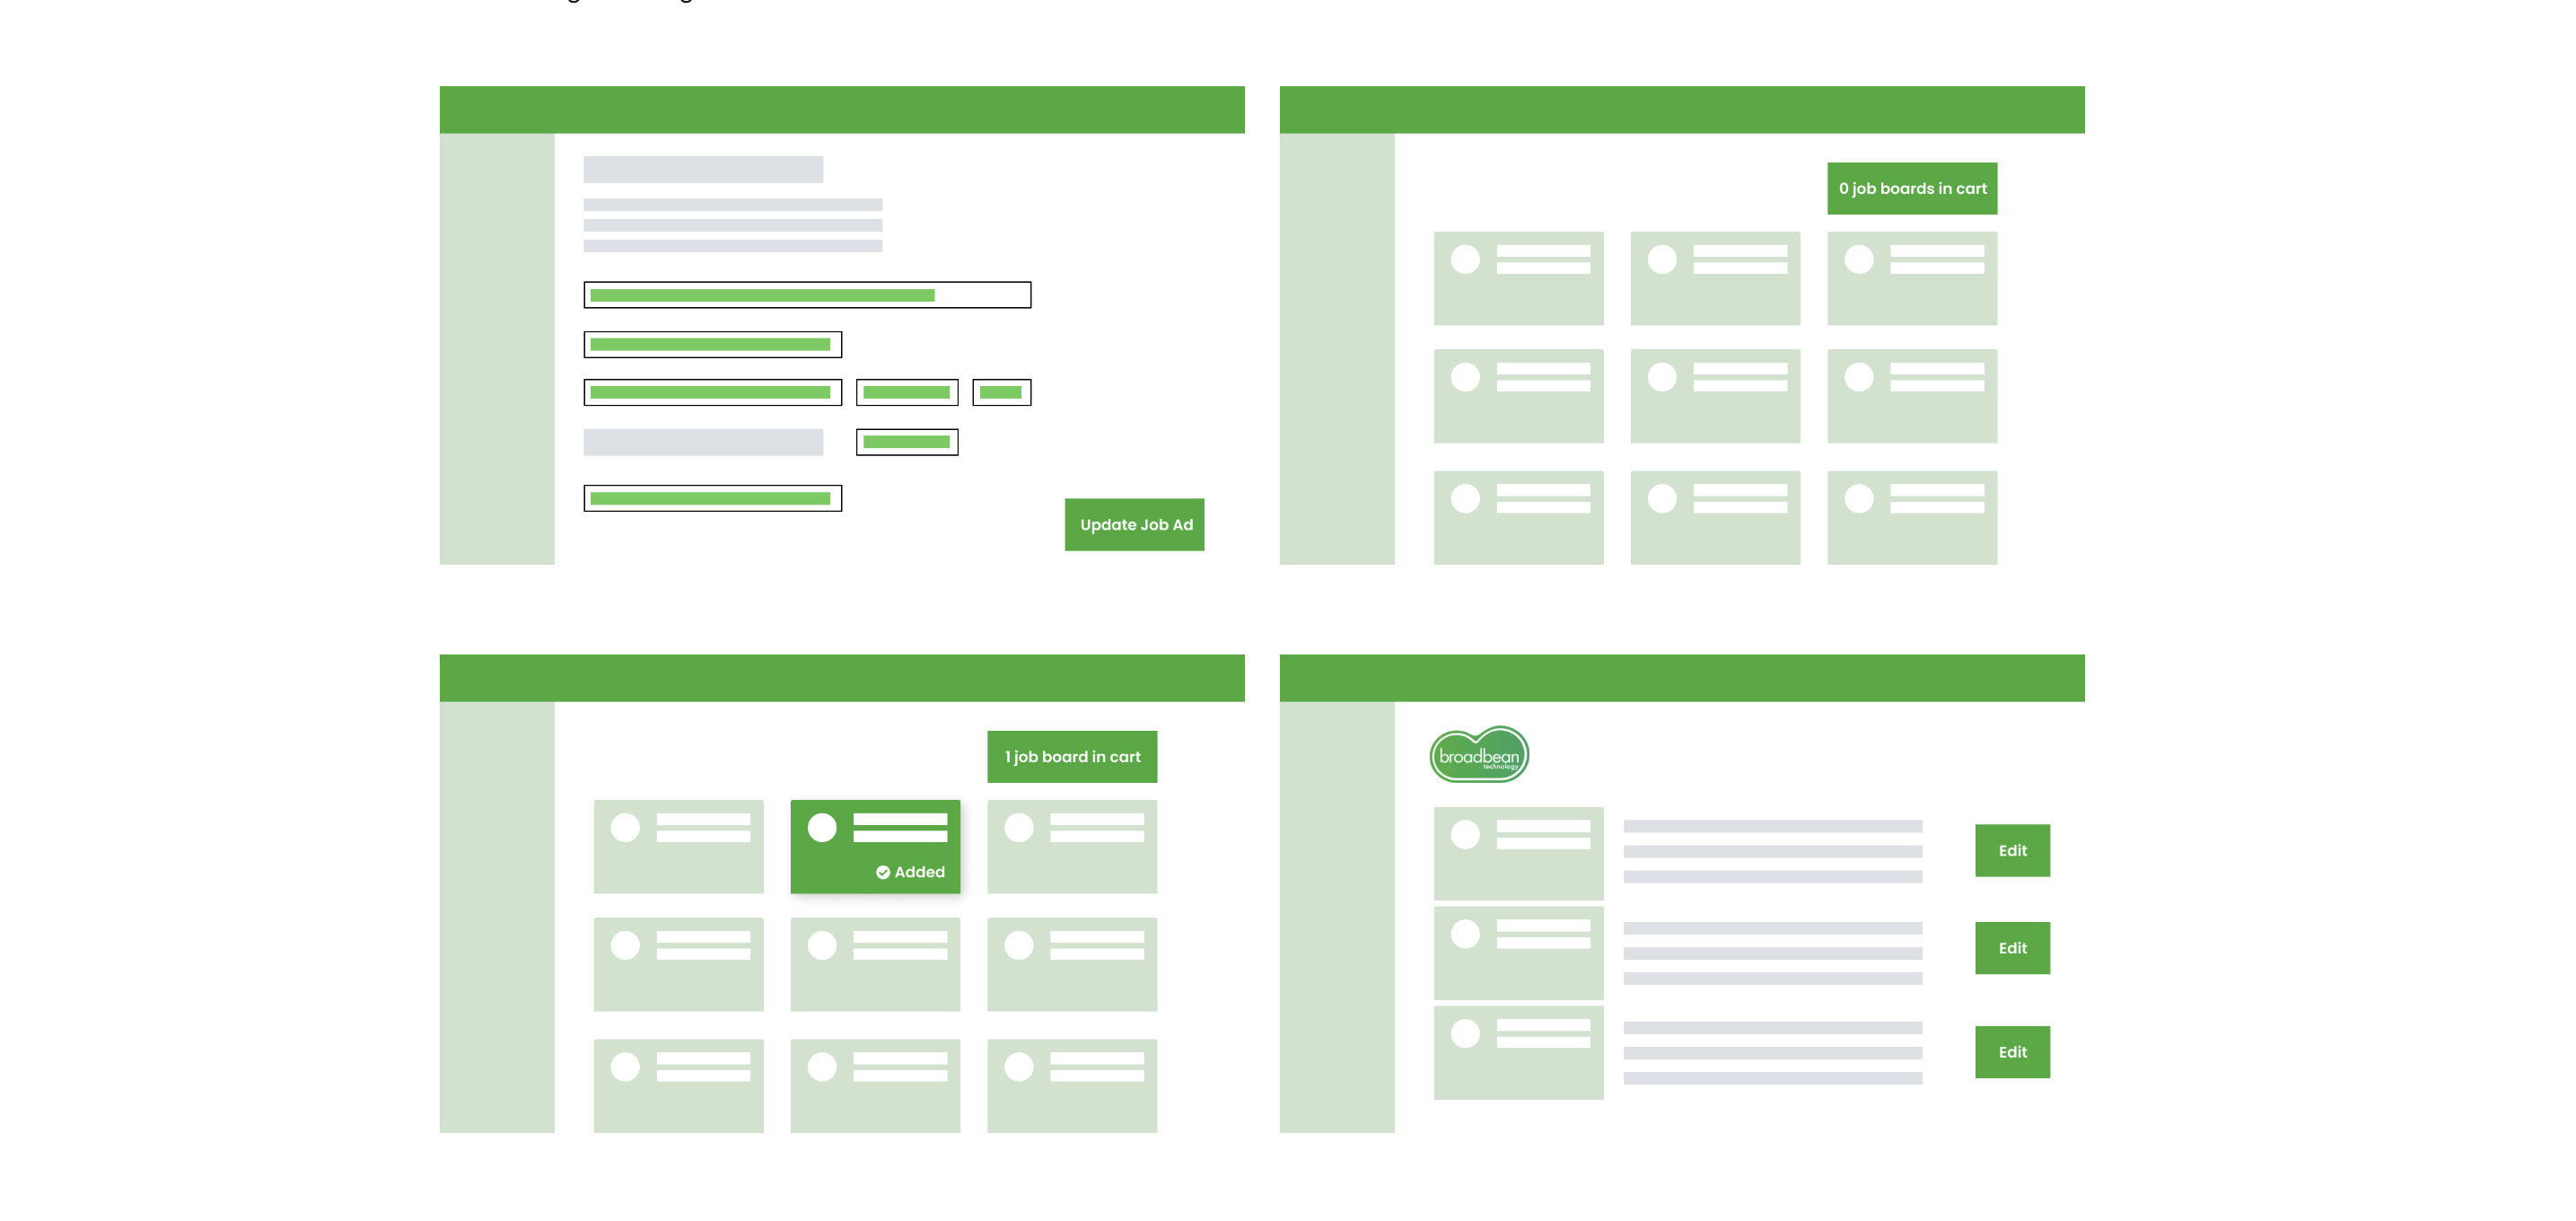 0 job boards in cart
Update Job Ad
1 job board in cart
Added
broadbean
technology
Edit
Edit
Edit